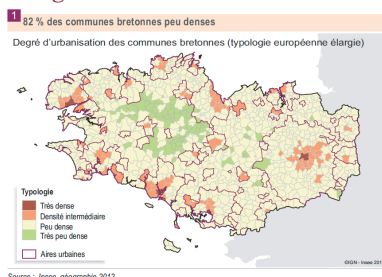 1 82 % des communes bretonnes peu denses
Degré d'urbanisation des communes bretonnes (typologie européenne élargie)
Typologie
Très dense
Densité intermédiaire
Peu dense
Très peu dense
Aires urbaines
©IGN - Insee
Source : Insee, géographie 2012